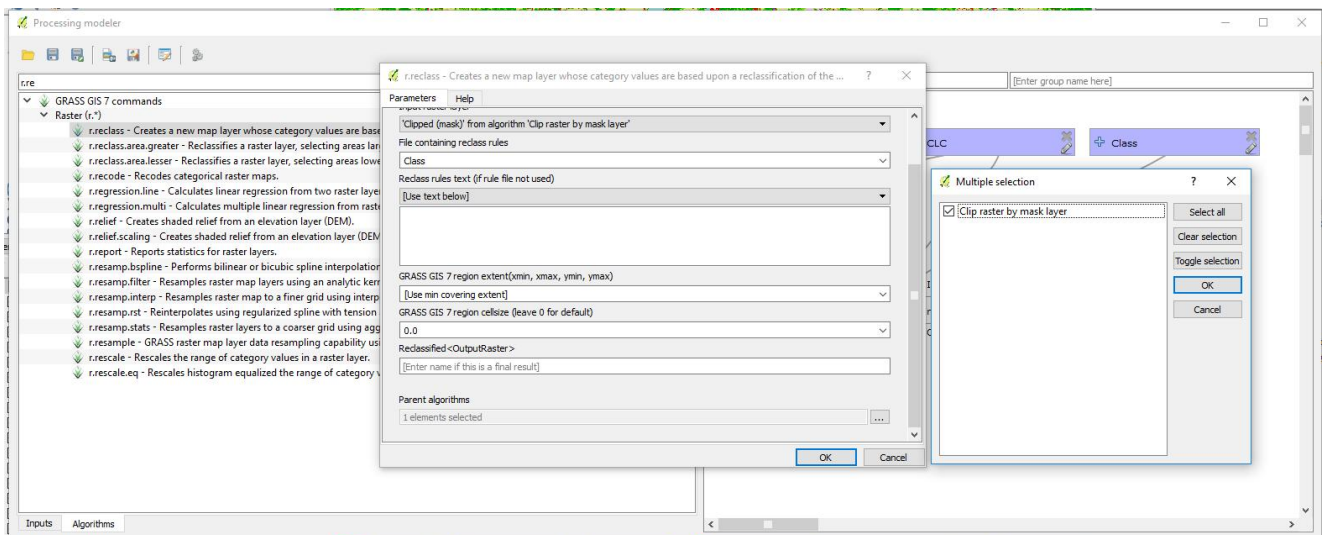 Processing modeler
r.re
[Enter group name here]
GRASS GIS 7 commands
Raster (r.*)
r.reclass - Creates a new map layer whose category values are base
r.reclass.area.greater - Reclassifies a raster layer, selecting areas lar
r.reclass.area.lesser - Reclassifies a raster layer, selecting areas lowe
r.recode - Recodes categorical raster maps.
r.regression.line - Calculates linear regression from two raster laye
r.regression.multi - Calculates multiple linear regression from raste
r.relief - Creates shaded relief from an elevation layer (DEM).
r.relief.scaling - Creates shaded relief from an elevation layer (DEM
r.report - Reports statistics for raster layers.
r.resamp.bspline - Performs bilinear or bicubic spline interpolation
r.resamp.filter - Resamples raster map layers using an analytic kern
r.resamp.interp - Resamples raster map to a finer grid using interp
r.resamp.rst - Reinterpolates using regularized spline with tension
r.resamp.stats - Resamples raster layers to a coarser grid using agg
r.resample - GRASS raster map layer data resampling capability usi
r.rescale - Rescales the range of category values in a raster layer.
r.rescale.eq - Rescales histogram equalized the range of category v
Inputs Algorithms
r.reclass - Creates a new map layer whose category values are based upon a reclassification of the ... ?
Parameters Help
Input raster layer
'Clipped (mask)' from algorithm 'Clip raster by mask layer'
File containing reclass rules
Class
Reclass rules text (if rule file not used)
[Use text below]
GRASS GIS 7 region extent(xmin, xmax, ymin, ymax)
[Use min covering extent]
GRASS GIS 7 region cellsize (leave 0 for default)
0.0
Reclassified<OutputRaster>
[Enter name if this is a final result]
Parent algorithms
1 elements selected ...
OK Cancel
CLC
Class
Multiple selection ?
Clip raster by mask layer
Select all
Clear selection
Toggle selection
OK
Cancel